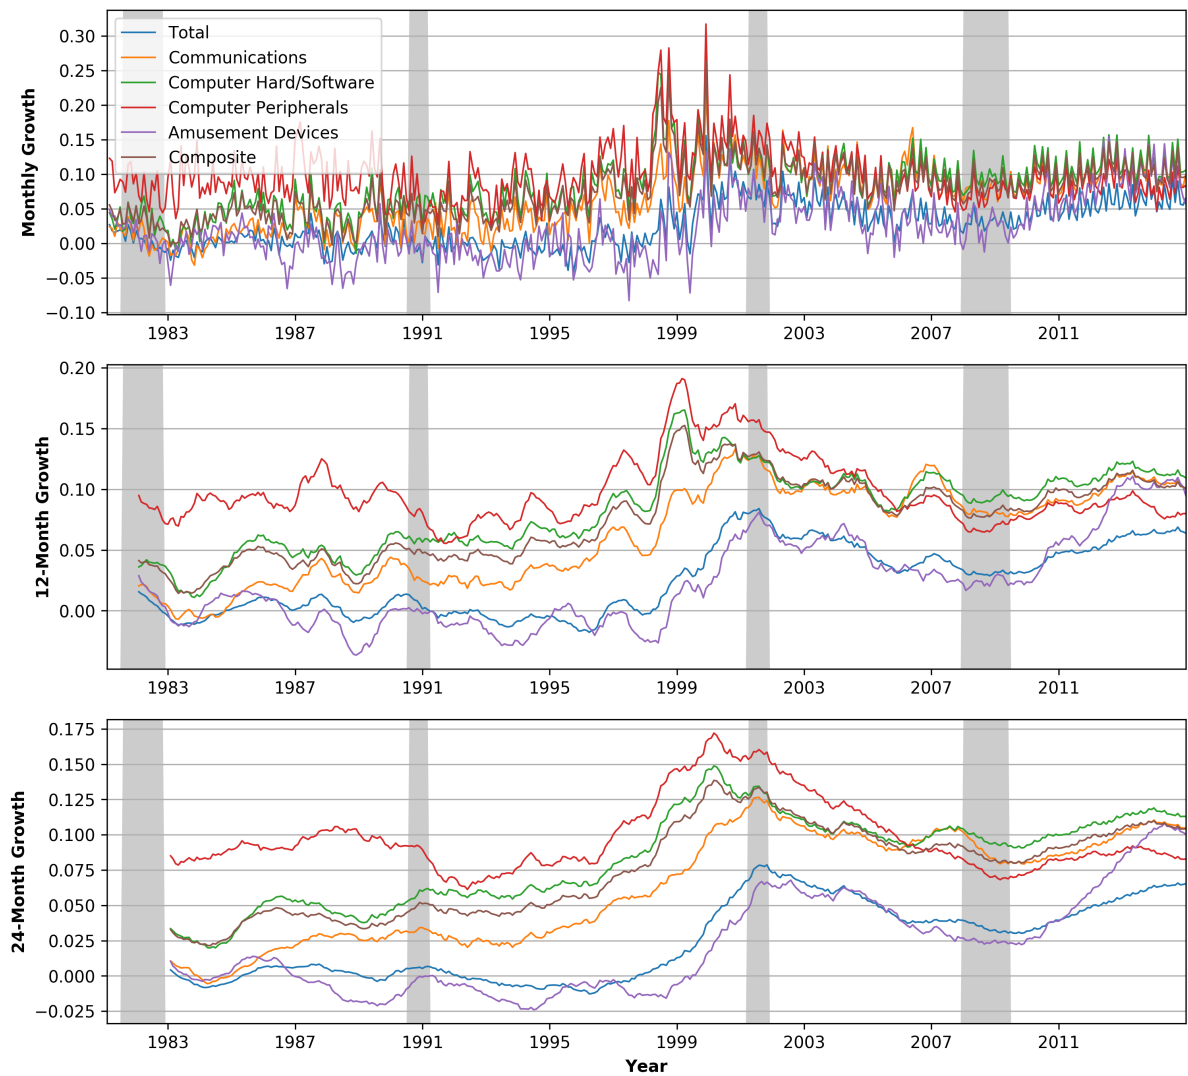 Monthly Growth
0.30
0.25
0.20
0.15
0.10
0.05
0.00
−0.05
−0.10
Total
Communications
Computer Hard/Software
Computer Peripherals
Amusement Devices
Composite
1983 1987 1991 1995 1999 2003 2007 2011
12-Month Growth
0.20
0.15
0.10
0.05
0.00
1983 1987 1991 1995 1999 2003 2007 2011
24-Month Growth
0.175
0.150
0.125
0.100
0.075
0.050
0.025
0.000
−0.025
1983 1987 1991 1995 1999 2003 2007 2011
Year